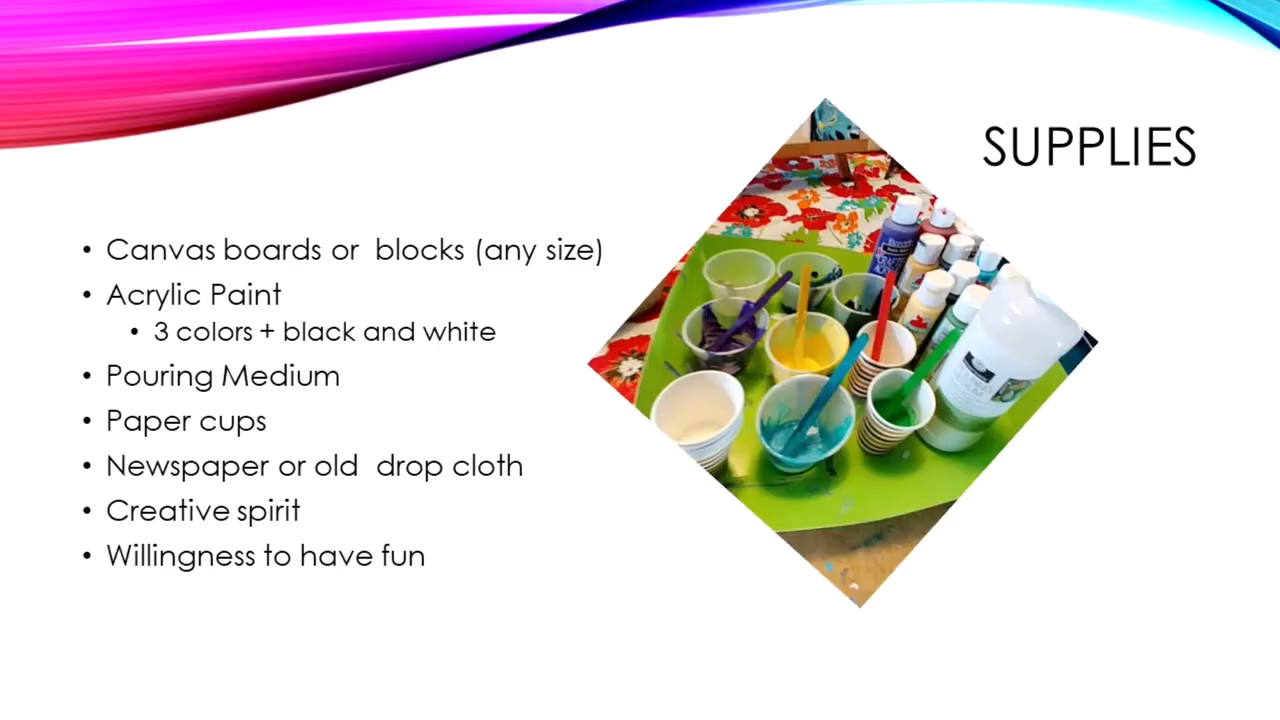 SUPPLIES
• Canvas boards or  blocks (any size)
• Acrylic Paint
• 3 colors + black and white
• Pouring Medium
• Paper cups
• Newspaper or old  drop cloth
• Creative spirit
• Willingness to have fun